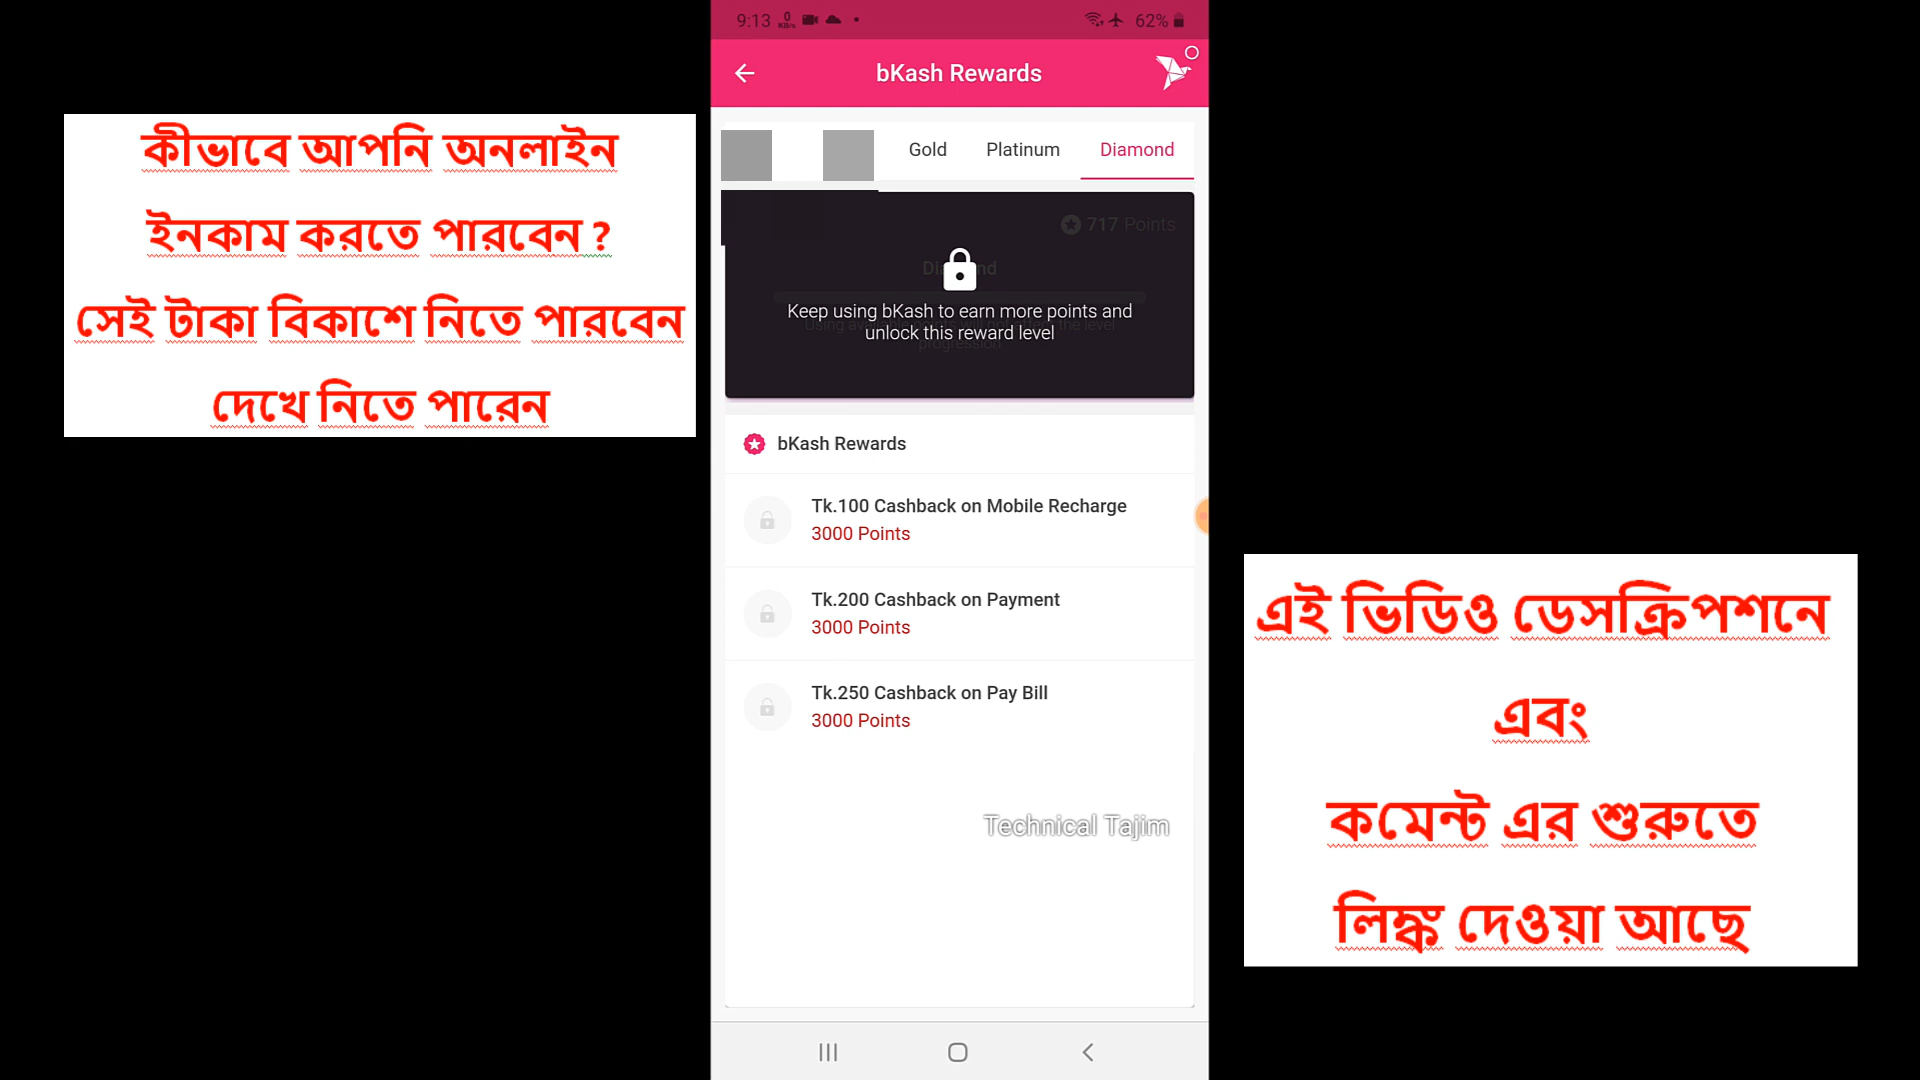 9:13 0 KB/s 62%
bKash Rewards
Gold Platinum Diamond
717 Points
Keep using bKash to earn more points and
unlock this reward level
bKash Rewards
Tk.100 Cashback on Mobile Recharge
3000 Points
Tk.200 Cashback on Payment
3000 Points
Tk.250 Cashback on Pay Bill
3000 Points
Technical Tajim
কীভাবে আপনি অনলাইন
ইনকাম করতে পারবেন ?
সেই টাকা বিকাশে নিতে পারবেন
দেখে নিতে পারেন
এই ভিডিও ডেসক্রিপশনে
এবং
কমেন্ট এর শুরুতে
লিঙ্ক দেওয়া আছে